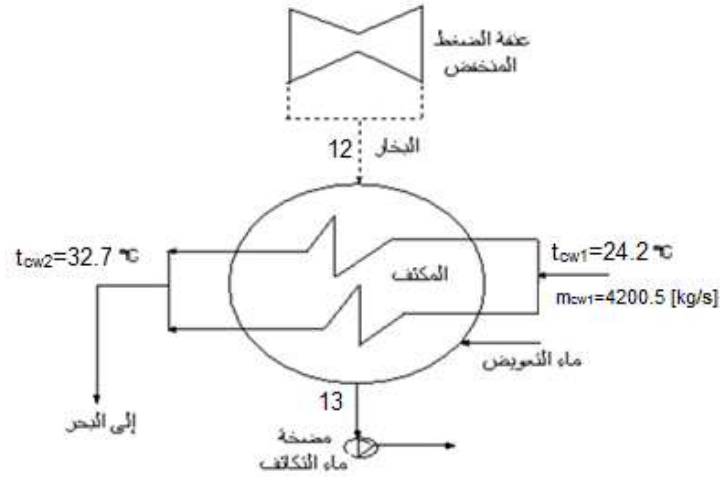 عنفة الضغط
المنخفض
12
البخار
tcw2=32.7 °C
tcw1=24.2 °C
المكثف
mcw1=4200.5 [kg/s]
ماء التعويض
13
إلى البحر
مضخة
ماء التكاثف